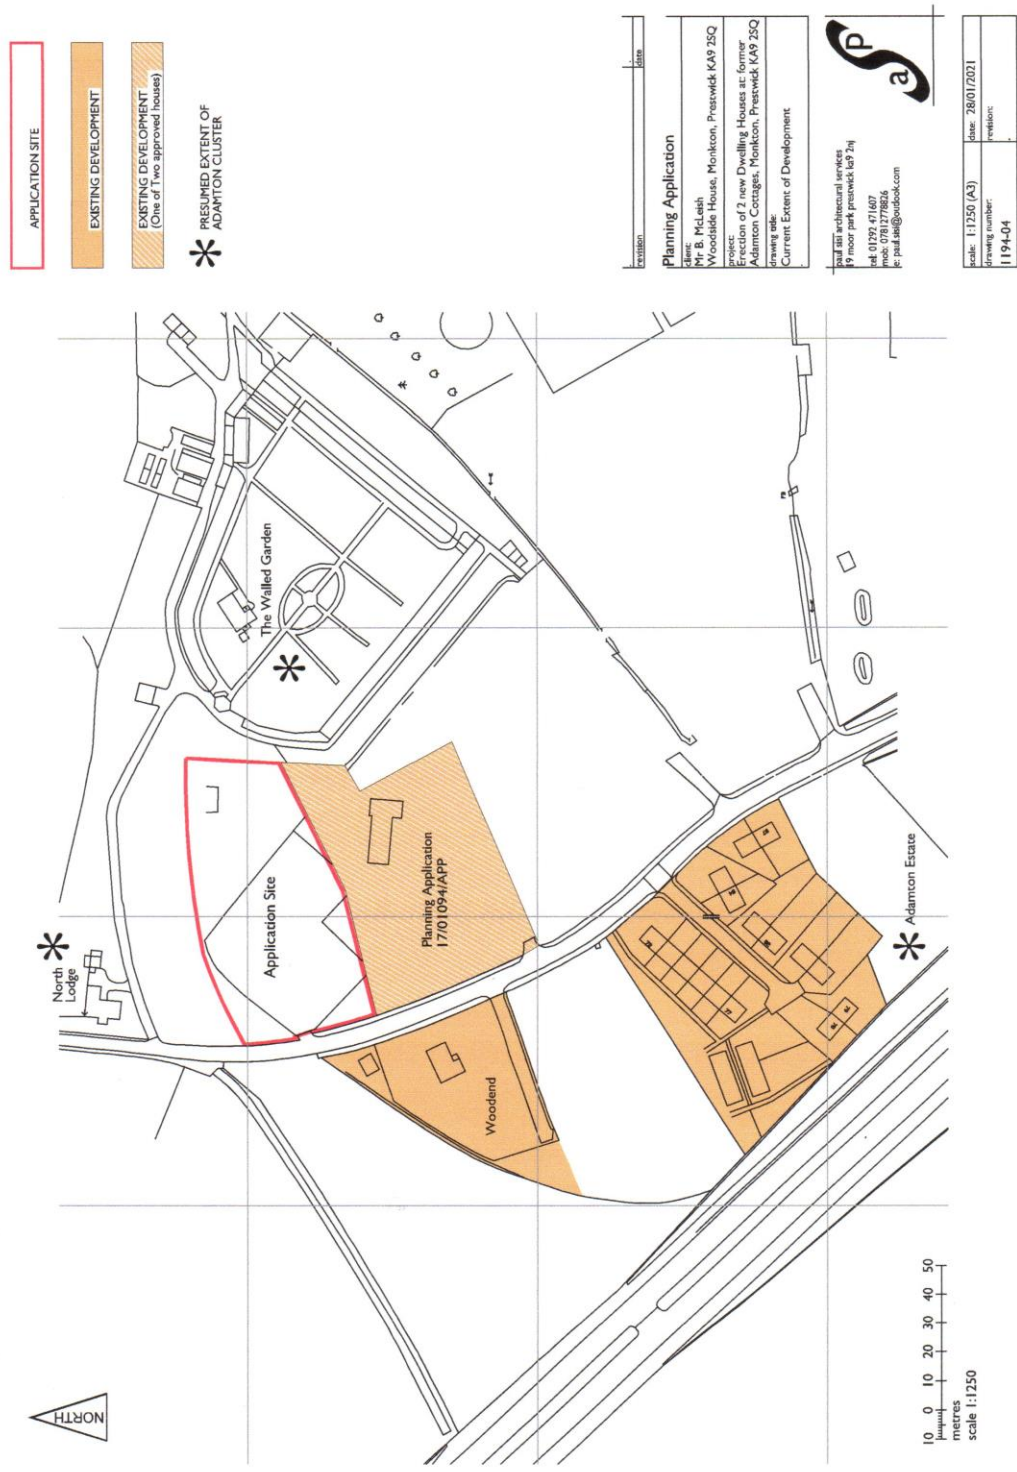 APPLICATION SITE
EXISTING DEVELOPMENT
EXISTING DEVELOPMENT
(One of Two approved houses)
PRESUMED EXTENT OF
ADAMTON CLUSTER
North
Lodge
The Walled Garden
Application Site
Planning Application
17/01094/APP
Woodend
Adamton Estate
NORTH
10 0 10 20 30 40 50
metres
scale 1:1250
revision date
Planning Application
client:
Mr B. McLeish
Woodside House, Monkton, Prestwick KA9 2SQ
project:
Erection of 2 new Dwelling Houses at: former
Adamton Cottages, Monkton, Prestwick KA9 2SQ
drawing title:
Current Extent of Development
a p
paul sisi architectural services
19 moor park prestwick ka9 2nj
tel: 01292 471607
mob: 07812778826
e: paul.sisi@outlook.com
scale: 1:1250 (A3) date: 28/01/2021
drawing number: revision:
1194-04